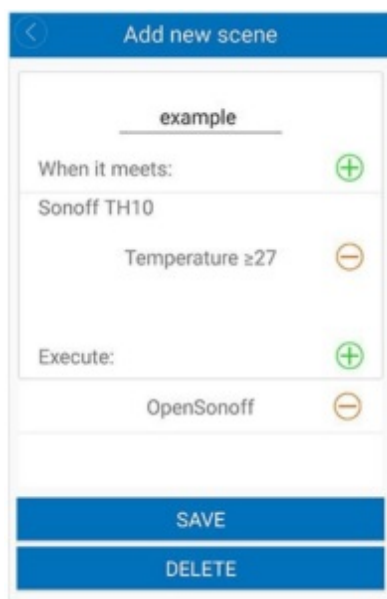 Add new scene
example
When it meets:
Sonoff TH10
Temperature ≥27
Execute:
OpenSonoff
SAVE
DELETE